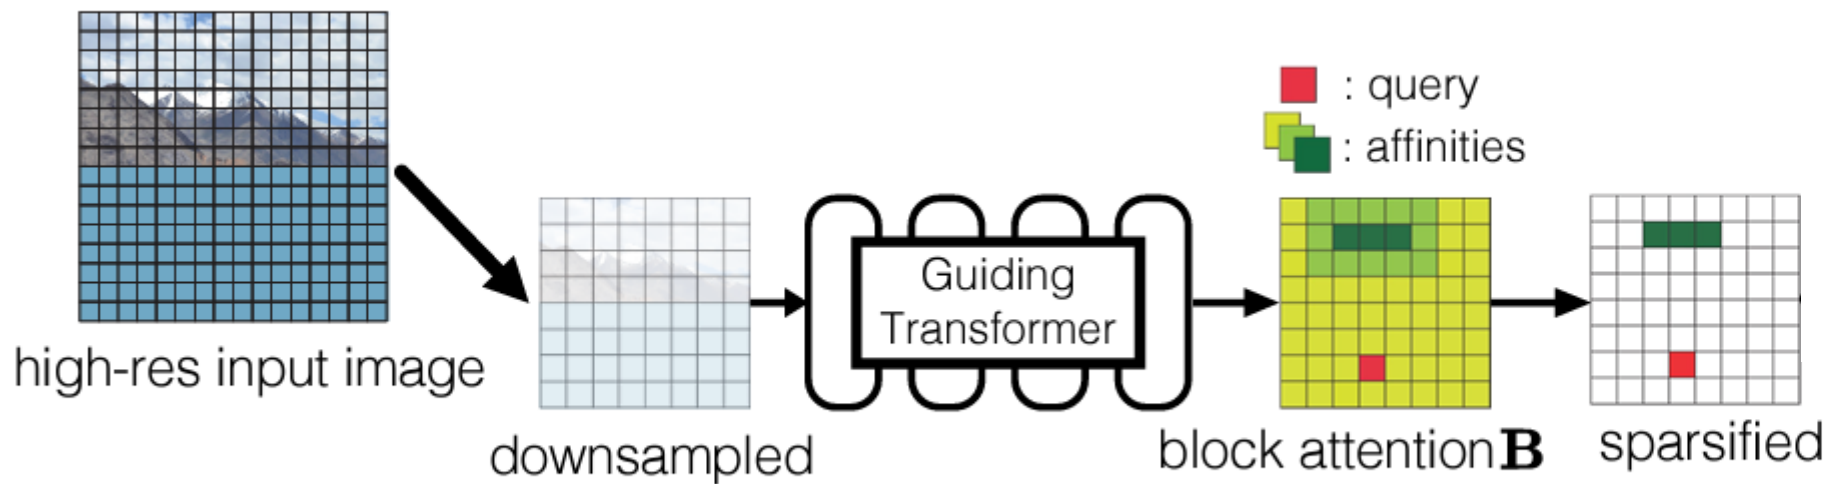 : query
: affinities
Guiding
Transformer
high-res input image
downsampled
block attention B
sparsified